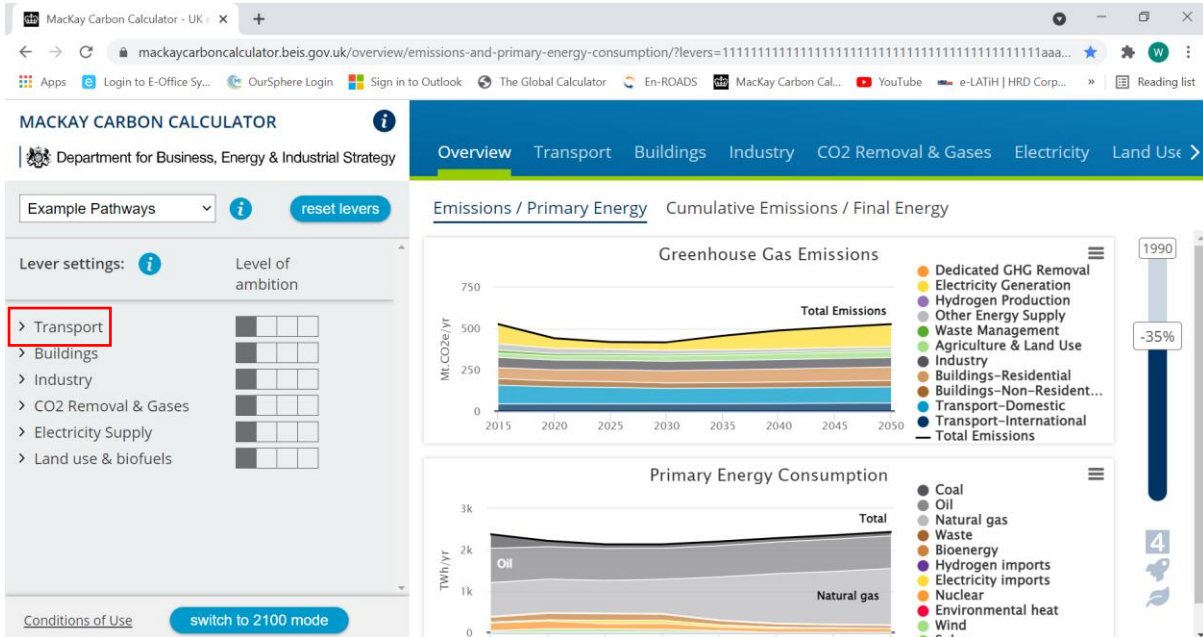 MacKay Carbon Calculator - UK
mackaycarboncalculator.beis.gov.uk/overview/emissions-and-primary-energy-consumption/?levers=1111111111111111111111111111111111111111111aaa...
W
Apps
Login to E-Office Sy...
OurSphere Login
Sign in to Outlook
The Global Calculator
En-ROADS
MacKay Carbon Cal...
YouTube
e-LATiH | HRD Corp...
»
Reading list
MACKAY CARBON CALCULATOR
i
Department for Business, Energy & Industrial Strategy
Overview
Transport
Buildings
Industry
CO2 Removal & Gases
Electricity
Land Use
Example Pathways
i
reset levers
Emissions / Primary Energy
Cumulative Emissions / Final Energy
Lever settings:
i
Level of
ambition
Transport
Buildings
Industry
CO2 Removal & Gases
Electricity Supply
Land use & biofuels
Conditions of Use
switch to 2100 mode
Greenhouse Gas Emissions
Mt.CO2e/yr
750
500
250
0
Total Emissions
2015 2020 2025 2030 2035 2040 2045 2050
Dedicated GHG Removal
Electricity Generation
Hydrogen Production
Other Energy Supply
Waste Management
Agriculture & Land Use
Industry
Buildings-Residential
Buildings-Non-Resident...
Transport-Domestic
Transport-International
Total Emissions
1990
-35%
4
Primary Energy Consumption
TWh/yr
3k
2k
1k
0
Total
Oil
Natural gas
Coal
Oil
Natural gas
Waste
Bioenergy
Hydrogen imports
Electricity imports
Nuclear
Environmental heat
Wind